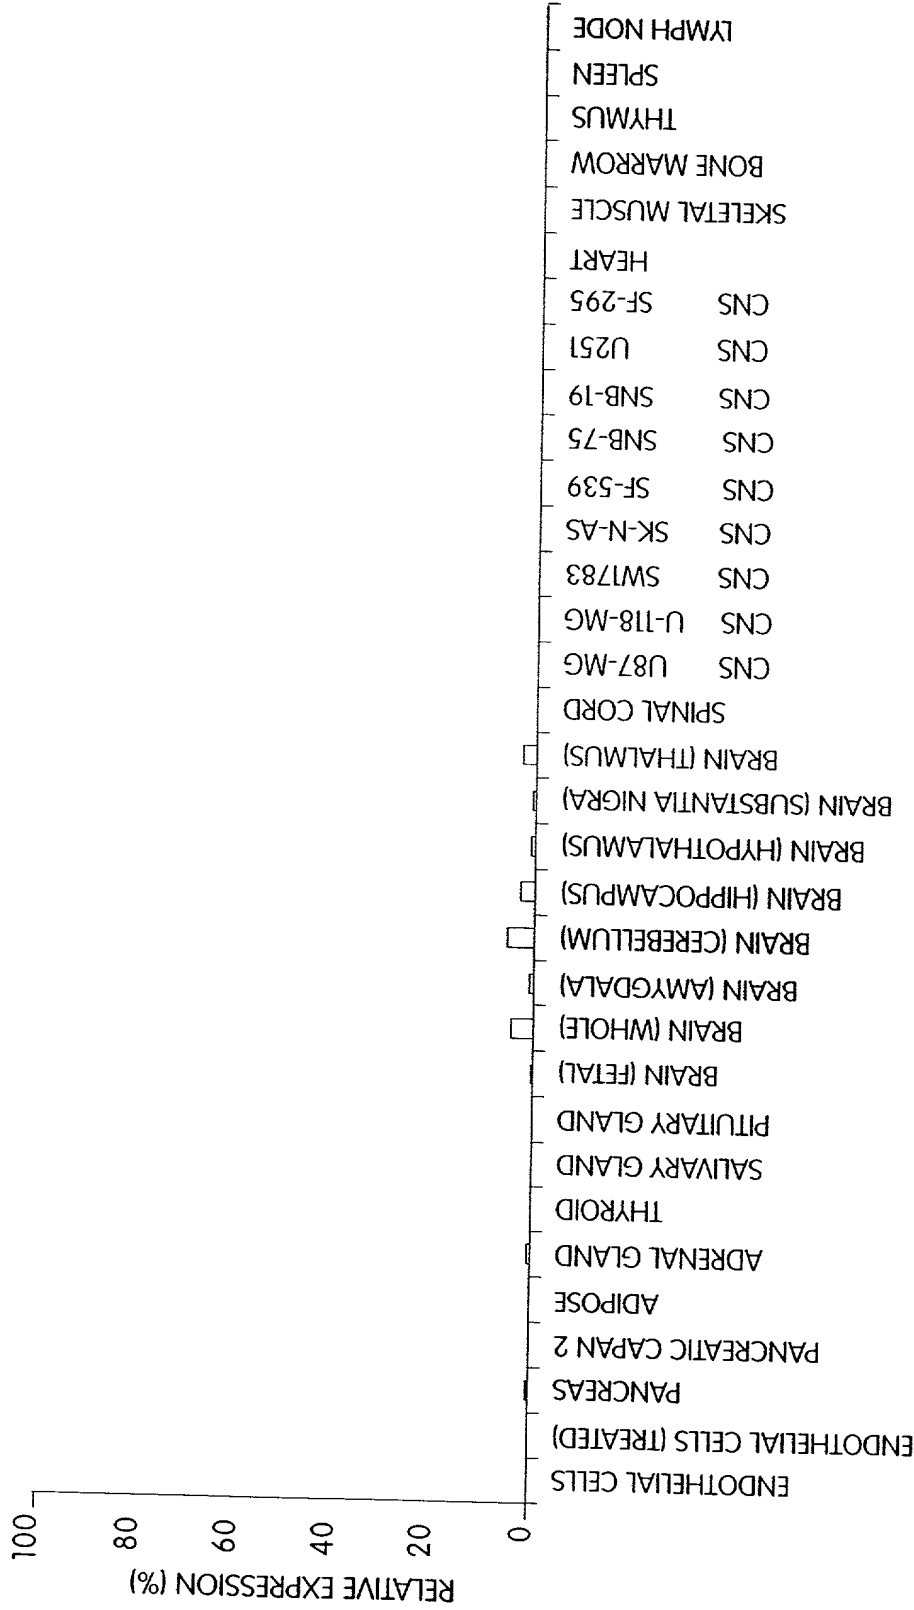 RELATIVE EXPRESSION (%)
100
80
60
40
20
0
ENDOTHELIAL CELLS
ENDOTHELIAL CELLS (TREATED)
PANCREAS
PANCREATIC CAPAN 2
ADIPOSE
ADRENAL GLAND
THYROID
SALIVARY GLAND
PITUITARY GLAND
BRAIN (FETAL)
BRAIN (WHOLE)
BRAIN (AMYGDALA)
BRAIN (CEREBELLUM)
BRAIN (HIPPOCAMPUS)
BRAIN (HYPOTHALAMUS)
BRAIN (SUBSTANTIA NIGRA)
BRAIN (THALMUS)
SPINAL CORD
CNS U87-MG
CNS U-118-MG
CNS SW1783
CNS SK-N-AS
CNS SF-539
CNS SNB-75
CNS SNB-19
CNS U251
CNS SF-295
HEART
SKELETAL MUSCLE
BONE MARROW
THYMUS
SPLEEN
LYMPH NODE